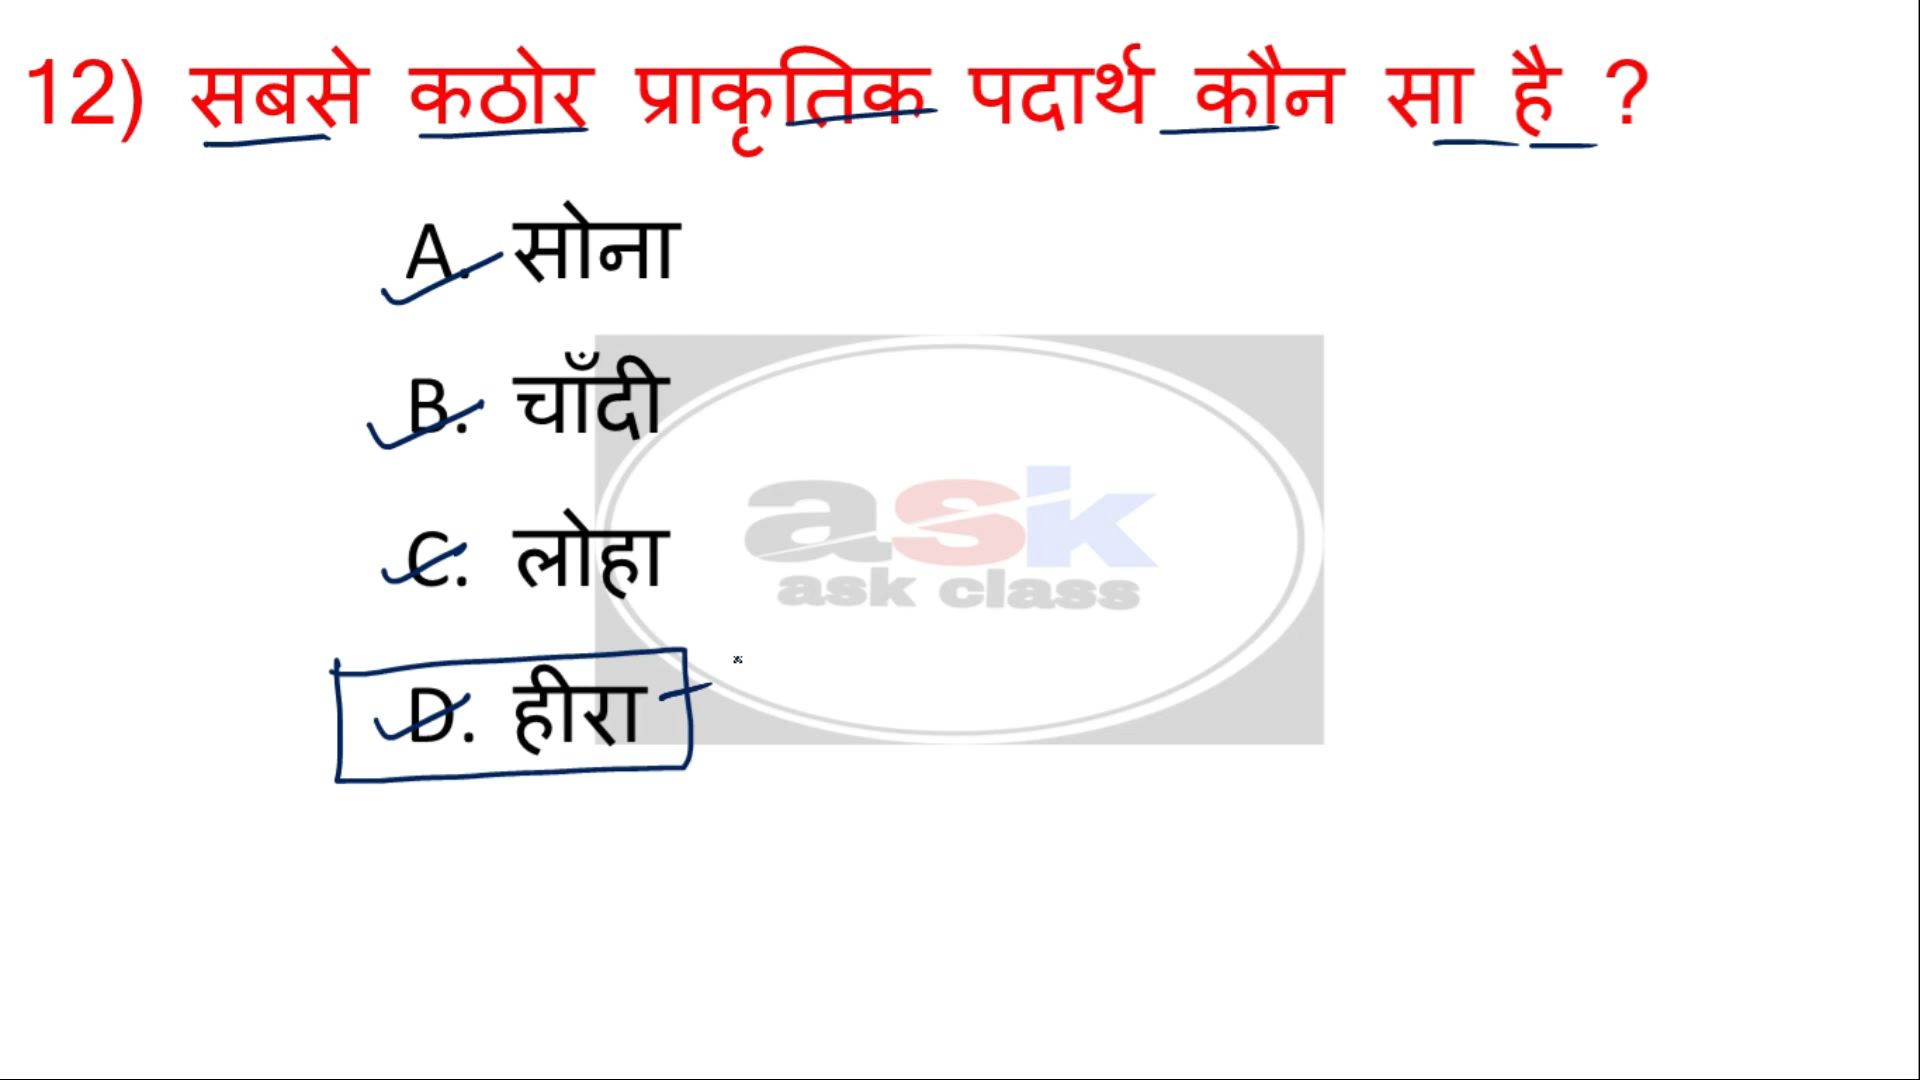 12) सबसे कठोर प्राकृतिक पदार्थ कौन सा है ?
A. सोना
B. चाँदी
ask
C. लोहा
ask class
D. हीरा